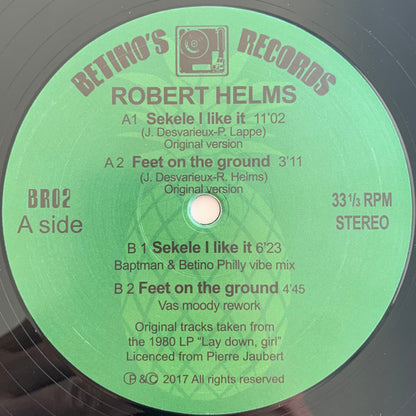 BETINO'S RECORDS
ROBERT HELMS
A1 Sekele I like it 11'02
(J. Desvarieux-P. Lappe)
Original version
A2 Feet on the ground 3'11
(J. Desvarieux-R. Helms)
Original version
BR02
A side
33 1/3 RPM
STEREO
B 1 Sekele I like it 6'23
Baptman & Betino Philly vibe mix
B 2 Feet on the ground 4'45
Vas moody rework
Original tracks taken from
the 1980 LP "Lay down, girl"
Licenced from Pierre Jaubert
℗ &© 2017 All rights reserved